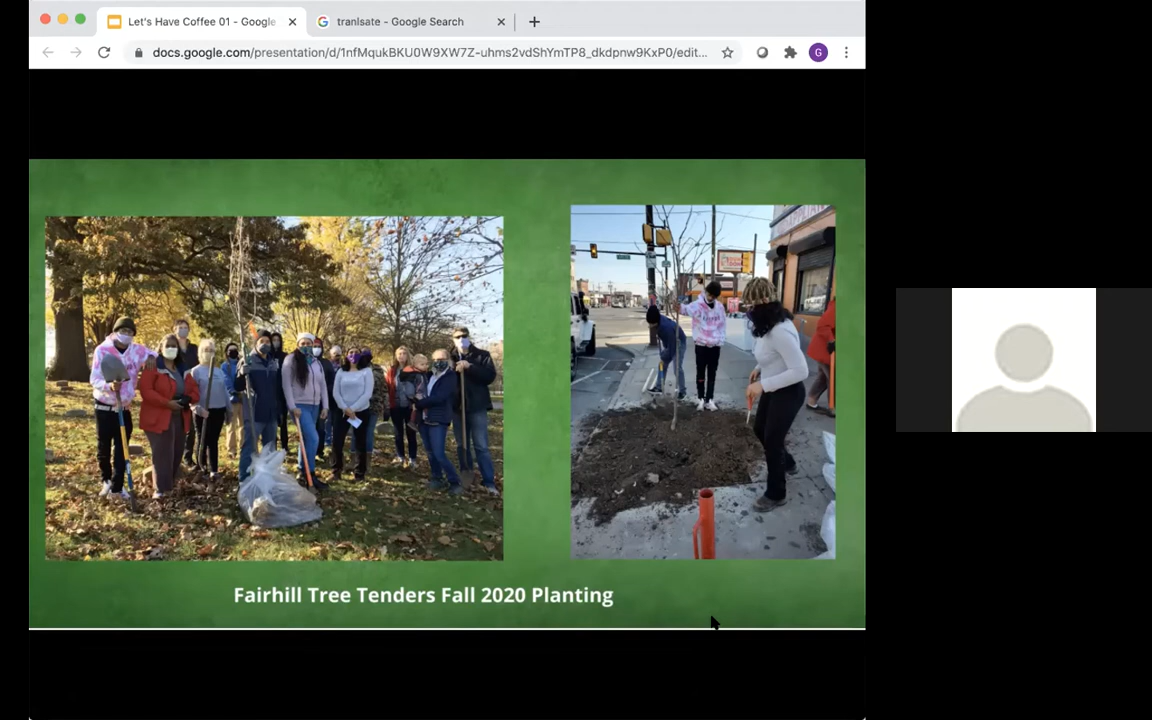 Let's Have Coffee 01 - Google
tranlsate - Google Search
docs.google.com/presentation/d/1nfMqukBKU0W9XW7Z-uhms2vdShYmTP8_dkdpnw9KxP0/edit...
G
Fairhill Tree Tenders Fall 2020 Planting